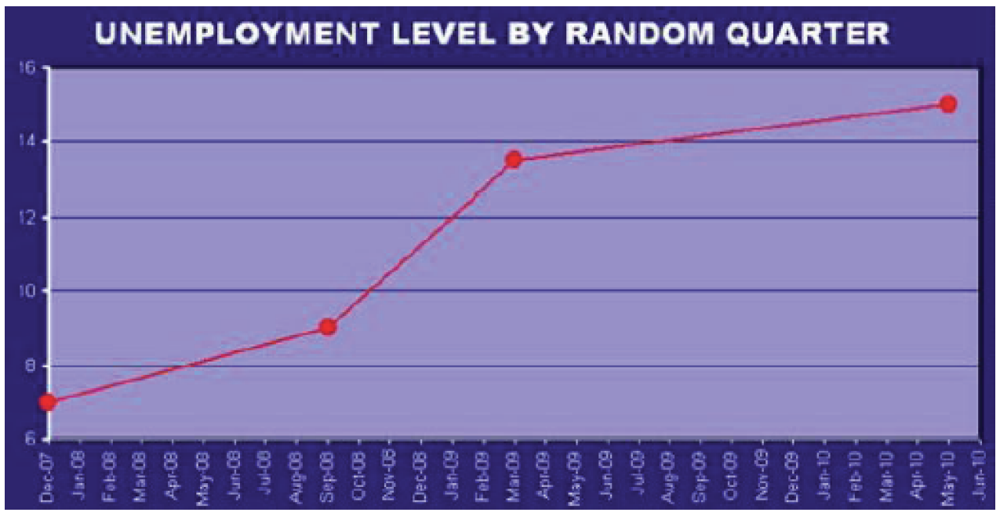 UNEMPLOYMENT LEVEL BY RANDOM QUARTER
16
14
12
10
8
6
Dec-07
Jan-08
Feb-08
Mar-08
Apr-08
May-08
Jun-08
Jul-08
Aug-08
Sep-08
Oct-08
Nov-08
Dec-08
Jan-09
Feb-09
Mar-09
Apr-09
May-09
Jun-09
Jul-09
Aug-09
Sep-09
Oct-09
Nov-09
Dec-09
Jan-10
Feb-10
Mar-10
Apr-10
May-10
Jun-10